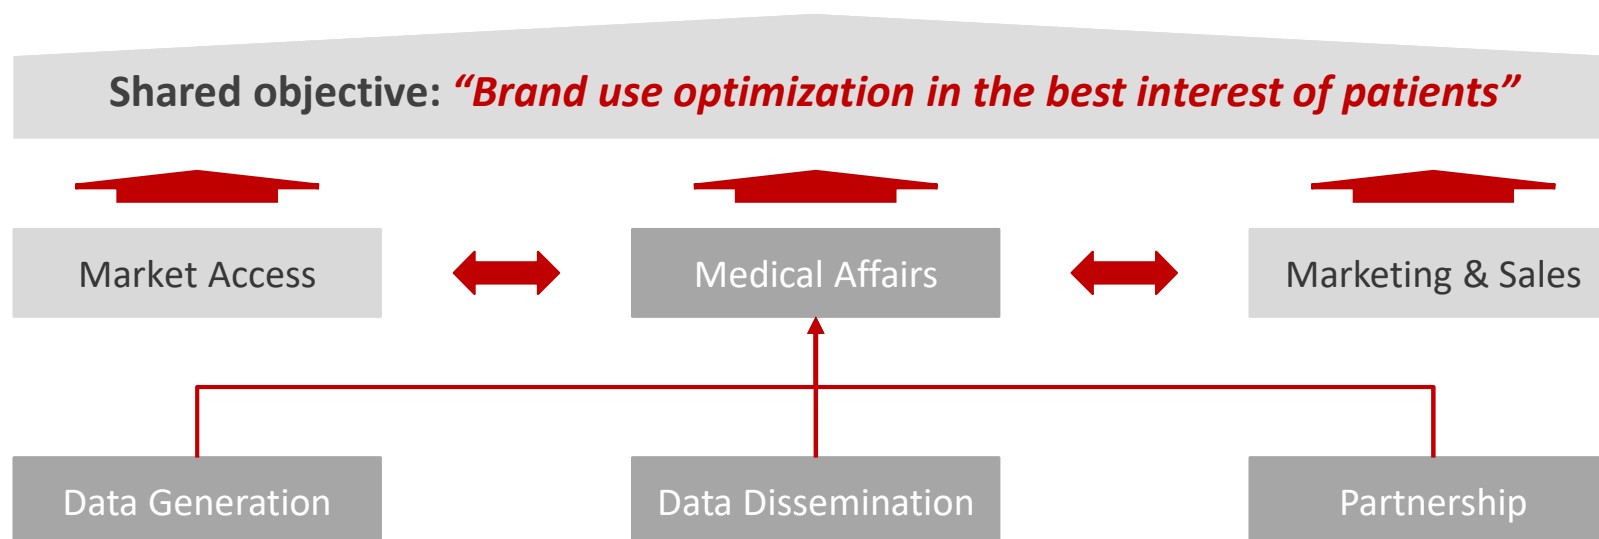 Shared objective: “Brand use optimization in the best interest of patients”
Market Access
Medical Affairs
Marketing & Sales
Data Generation
Data Dissemination
Partnership